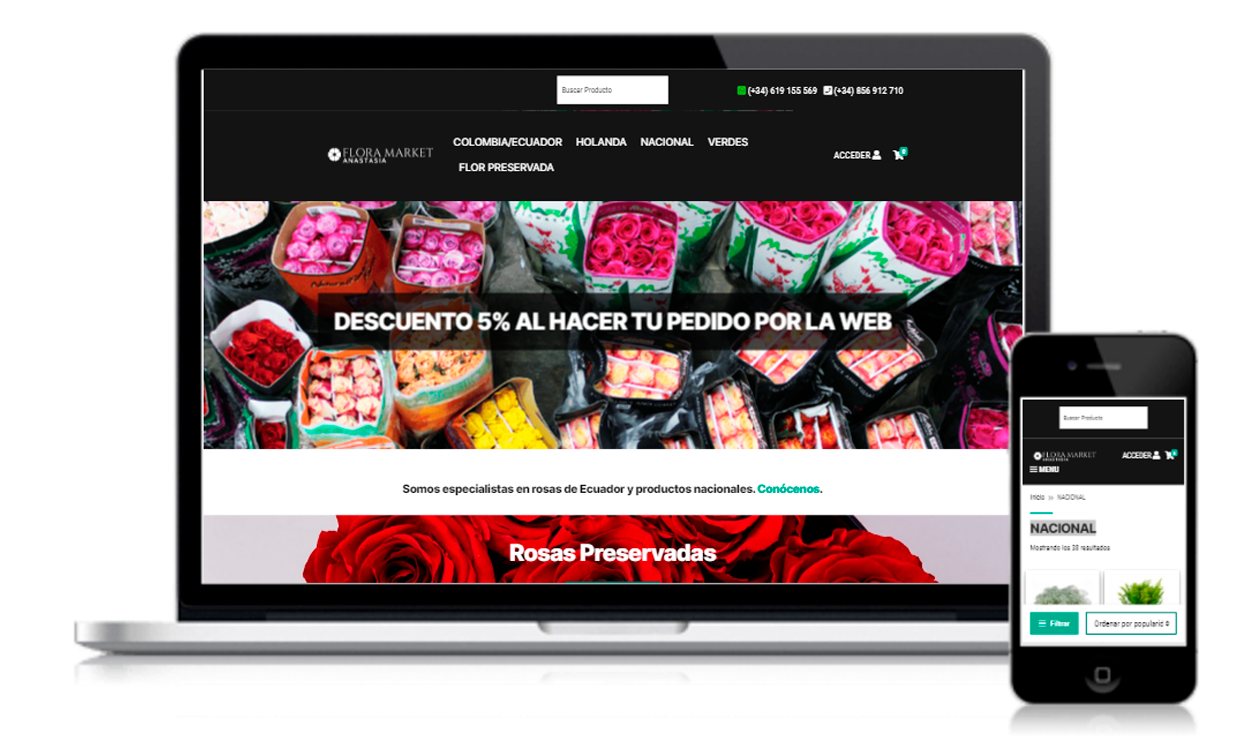 Buscar Producto
(+34) 619 155 569 (+34) 856 912 710
FLORA MARKET
ANASTASIA
COLOMBIA/ECUADOR HOLANDA NACIONAL VERDES
FLOR PRESERVADA
ACCEDER
0
DESCUENTO 5% AL HACER TU PEDIDO POR LA WEB
Somos especialistas en rosas de Ecuador y productos nacionales. Conócenos.
Rosas Preservadas
Buscar Producto
FLORA MARKET
ANASTASIA
ACCEDER
MENU
Inicio » NACIONAL
NACIONAL
Mostrando los 38 resultados
Filtrar
Ordenar por popularid